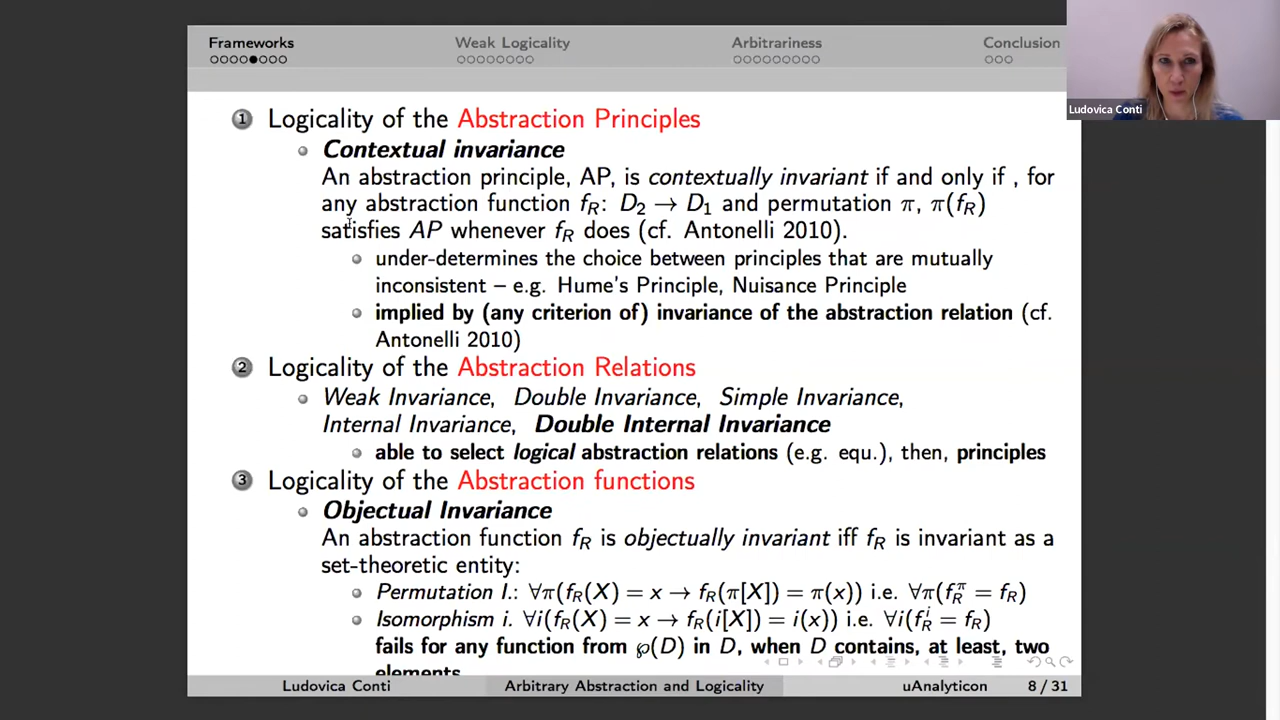 Frameworks Weak Logicality Arbitrariness Conclusion
Ludovica Conti
1 Logicality of the Abstraction Principles
Contextual invariance
An abstraction principle, AP, is contextually invariant if and only if , for
any abstraction function f_R: D_2 → D_1 and permutation π, π(f_R)
satisfies AP whenever f_R does (cf. Antonelli 2010).
under-determines the choice between principles that are mutually
inconsistent – e.g. Hume's Principle, Nuisance Principle
implied by (any criterion of) invariance of the abstraction relation (cf.
Antonelli 2010)
2 Logicality of the Abstraction Relations
Weak Invariance, Double Invariance, Simple Invariance,
Internal Invariance, Double Internal Invariance
able to select logical abstraction relations (e.g. equ.), then, principles
3 Logicality of the Abstraction functions
Objectual Invariance
An abstraction function f_R is objectually invariant iff f_R is invariant as a
set-theoretic entity:
Permutation I.: ∀π(f_R(X) = x → f_R(π[X]) = π(x)) i.e. ∀π(f_R^π = f_R)
Isomorphism i. ∀i(f_R(X) = x → f_R(i[X]) = i(x)) i.e. ∀i(f_R^i = f_R)
fails for any function from ℘(D) in D, when D contains, at least, two
elements
Ludovica Conti Arbitrary Abstraction and Logicality uAnalyticon 8 / 31